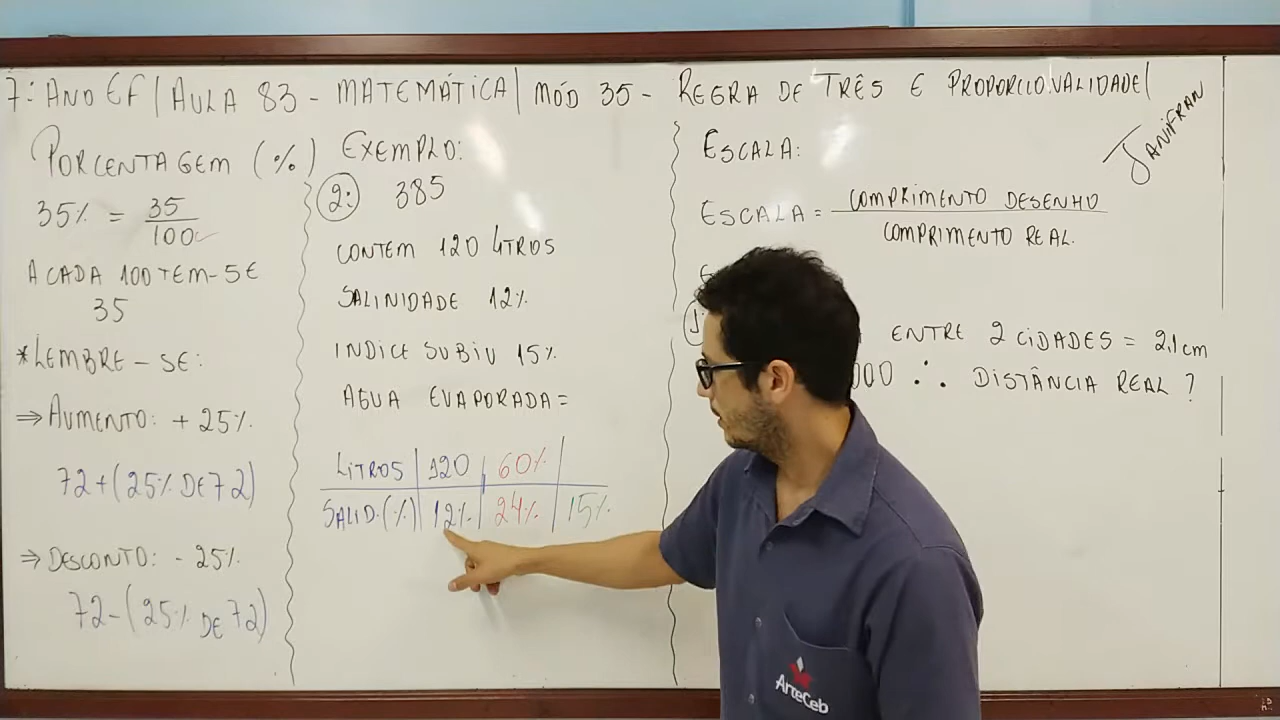 7º ANO EF / AULA 83 - MATEMÁTICA / MÓD 35 - REGRA DE TRÊS E PROPORCIONALIDADE /
JANIFRAN
PORCENTAGEM (%)
35% = 35/100
A CADA 100 TEM-SE
35
*LEMBRE-SE:
⇒ AUMENTO: + 25%
72+(25% DE 72)
⇒ DESCONTO: - 25%
72-(25% DE 72)
EXEMPLO:
2: 385
CONTEM 120 LITROS
SALINIDADE 12%
INDICE SUBIU 15%
AGUA EVAPORADA =
LITROS | 120 | 60% |
SALID.(%) | 12% | 24% | 15%
ESCALA:
ESCALA = COMPRIMENTO DESENHO
COMPRIMENTO REAL.
ENTRE 2 CIDADES = 2,1 cm
000 ∴ DISTÂNCIA REAL ?
ArteCeb